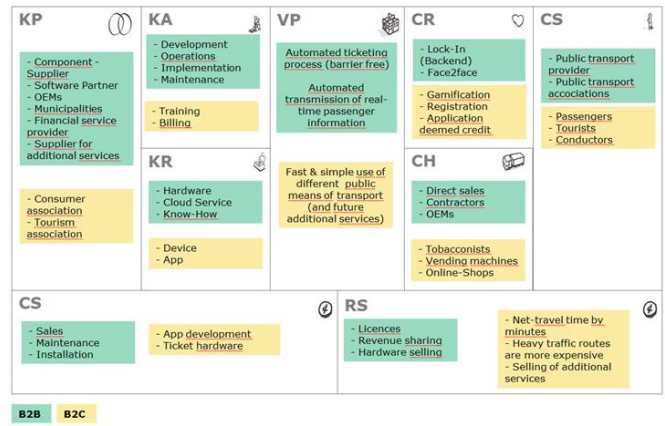 KP
- Component -
Supplier
- Software Partner
- OEMs
- Municipalities
- Financial service
provider
- Supplier for
additional services
- Consumer
association
- Tourism
association
KA
- Development
- Operations
- Implementation
- Maintenance
- Training
- Billing
KR
- Hardware
- Cloud Service
- Know-How
- Device
- App
VP
Automated ticketing
process (barrier free)
Automated
transmission of real-
time passenger
information
Fast & simple use of
different public
means of transport
(and future
additional services)
CR
- Lock-In
(Backend)
- Face2face
- Gamification
- Registration
- Application
deemed credit
CH
- Direct sales
- Contractors
- OEMs
- Tobacconists
- Vending machines
- Online-Shops
CS
- Public transport
provider
- Public transport
accociations
- Passengers
- Tourists
- Conductors
CS
- Sales
- Maintenance
- Installation
- App development
- Ticket hardware
RS
- Licences
- Revenue sharing
- Hardware selling
- Net-travel time by
minutes
- Heavy traffic routes
are more expensive
- Selling of additional
services
B2B
B2C